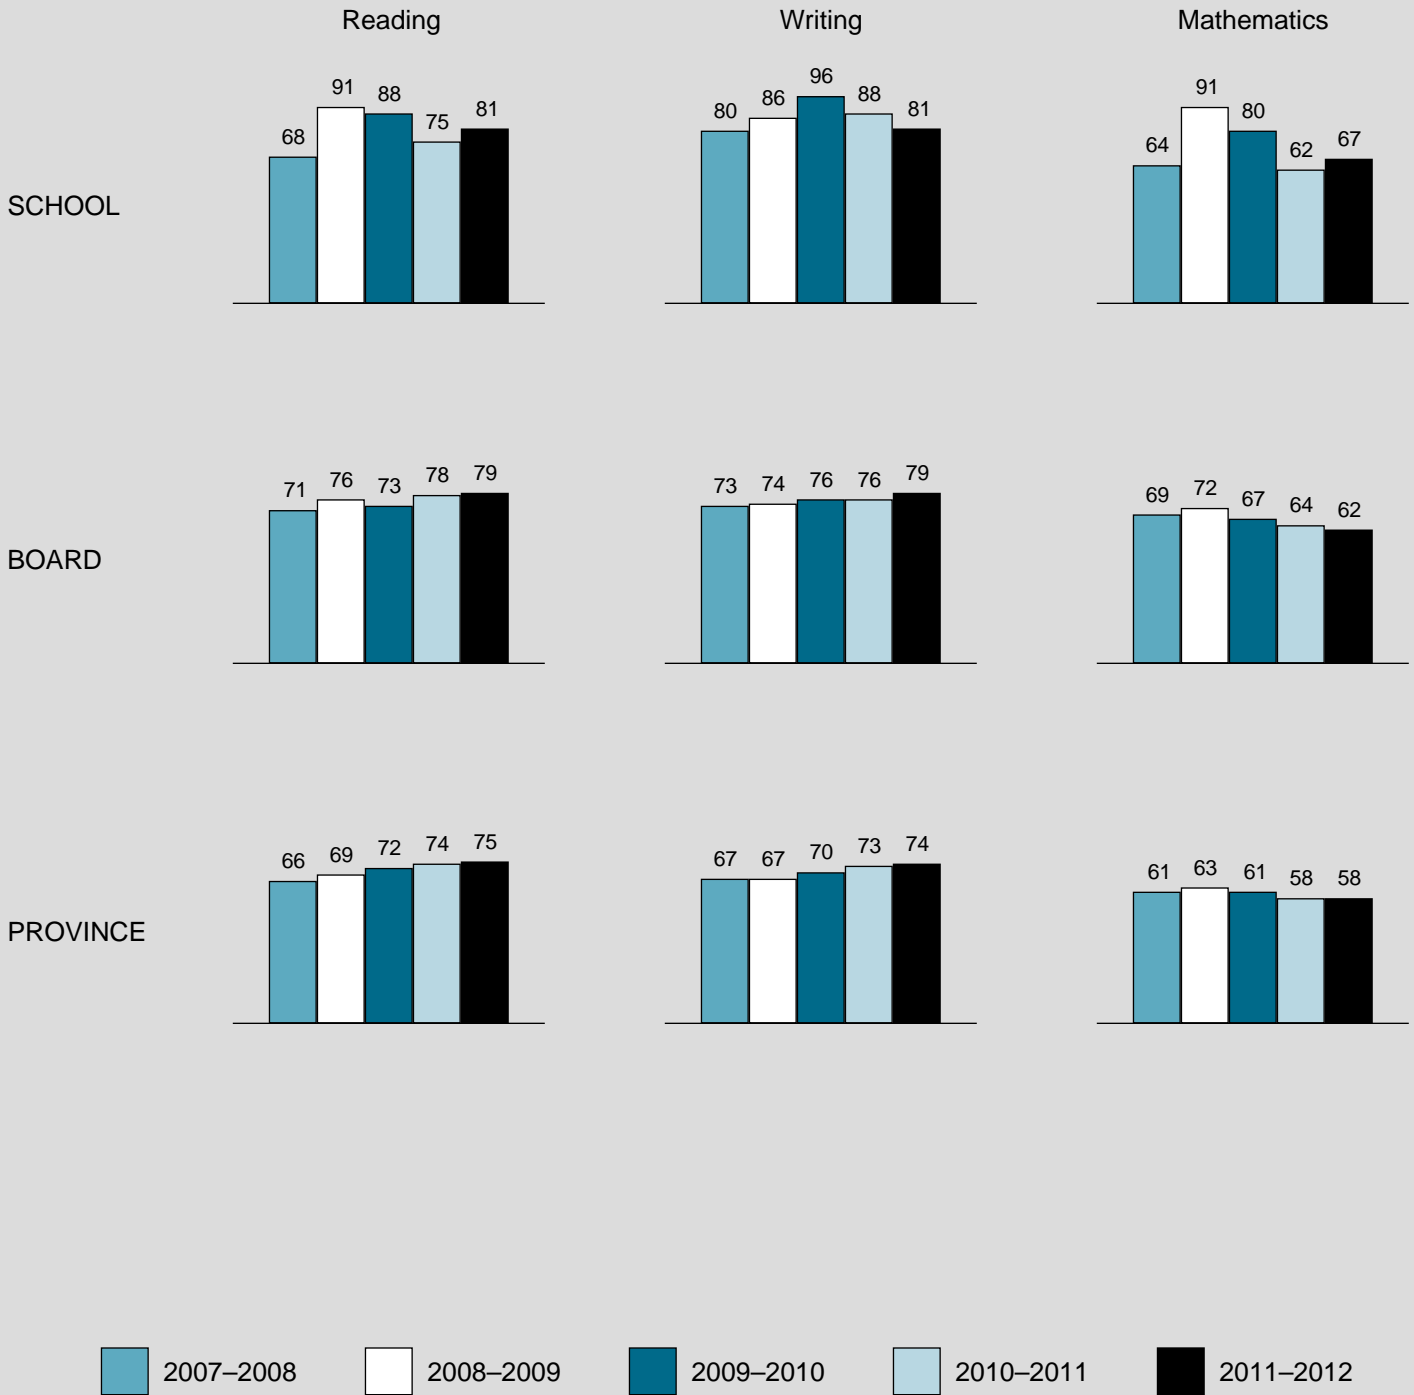 Reading Writing Mathematics
SCHOOL
68 91 88 75 81
80 86 96 88 81
64 91 80 62 67
BOARD
71 76 73 78 79
73 74 76 76 79
69 72 67 64 62
PROVINCE
66 69 72 74 75
67 67 70 73 74
61 63 61 58 58
2007–2008 2008–2009 2009–2010 2010–2011 2011–2012